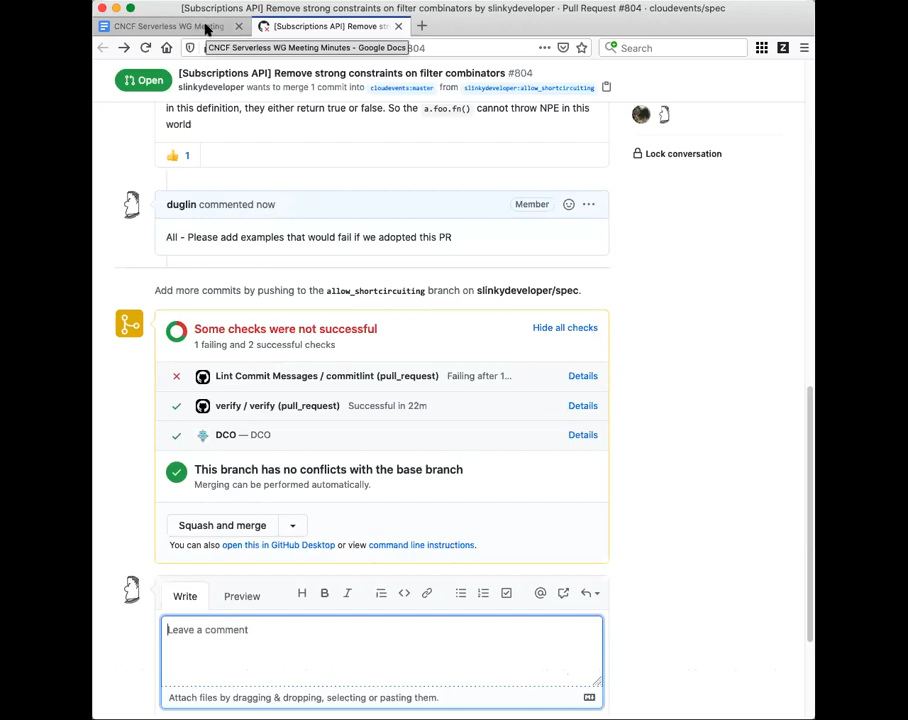 [Subscriptions API] Remove strong constraints on filter combinators by slinkydeveloper · Pull Request #804 · cloudevents/spec
CNCF Serverless WG Meeting
[Subscriptions API] Remove str
CNCF Serverless WG Meeting Minutes - Google Docs
804
Search
Open
[Subscriptions API] Remove strong constraints on filter combinators #804
slinkydeveloper wants to merge 1 commit into cloudevents:master from slinkydeveloper:allow_shortcircuiting
in this definition, they either return true or false. So the a.foo.fn() cannot throw NPE in this
world
1
Lock conversation
duglin commented now
Member
All - Please add examples that would fail if we adopted this PR
Add more commits by pushing to the allow_shortcircuiting branch on slinkydeveloper/spec.
Some checks were not successful
Hide all checks
1 failing and 2 successful checks
Lint Commit Messages / commitlint (pull_request) Failing after 1... Details
verify / verify (pull_request) Successful in 22m Details
DCO — DCO Details
This branch has no conflicts with the base branch
Merging can be performed automatically.
Squash and merge
You can also open this in GitHub Desktop or view command line instructions.
Write Preview
Leave a comment
Attach files by dragging & dropping, selecting or pasting them.